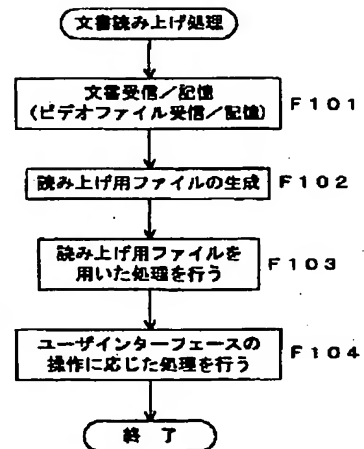 文書読み上げ処理
文書受信／記憶
(ビデオファイル受信／記憶)
F101
読み上げ用ファイルの生成
F102
読み上げ用ファイルを
用いた処理を行う
F103
ユーザインターフェースの
操作に応じた処理を行う
F104
終 了